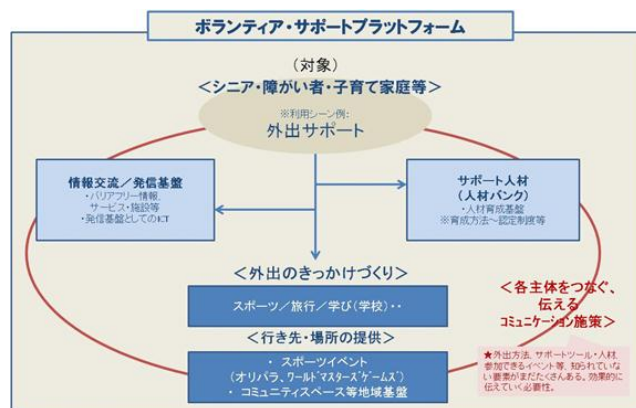 ボランティア・サポートプラットフォーム
(対象)
＜シニア・障がい者・子育て家庭等＞
※利用シーン例:
外出サポート
情報交流／発信基盤
・バリアフリー情報、
サービス・施設等
・発信基盤としてのICT
サポート人材
(人材バンク)
・人材育成基盤
※育成方法～認定制度等
＜外出のきっかけづくり＞
スポーツ／旅行／学び(学校)・・
＜行き先・場所の提供＞
・ スポーツイベント
(オリパラ、ワールドマスターズゲームズ)
・ コミュニティスペース等地域基盤
＜各主体をつなぐ、
伝える
コミュニケーション施策＞
★外出方法、サポートツール・人材、
参加できるイベント等、知られていない
要素がまだたくさんある。効果的に
伝えていく必要性。